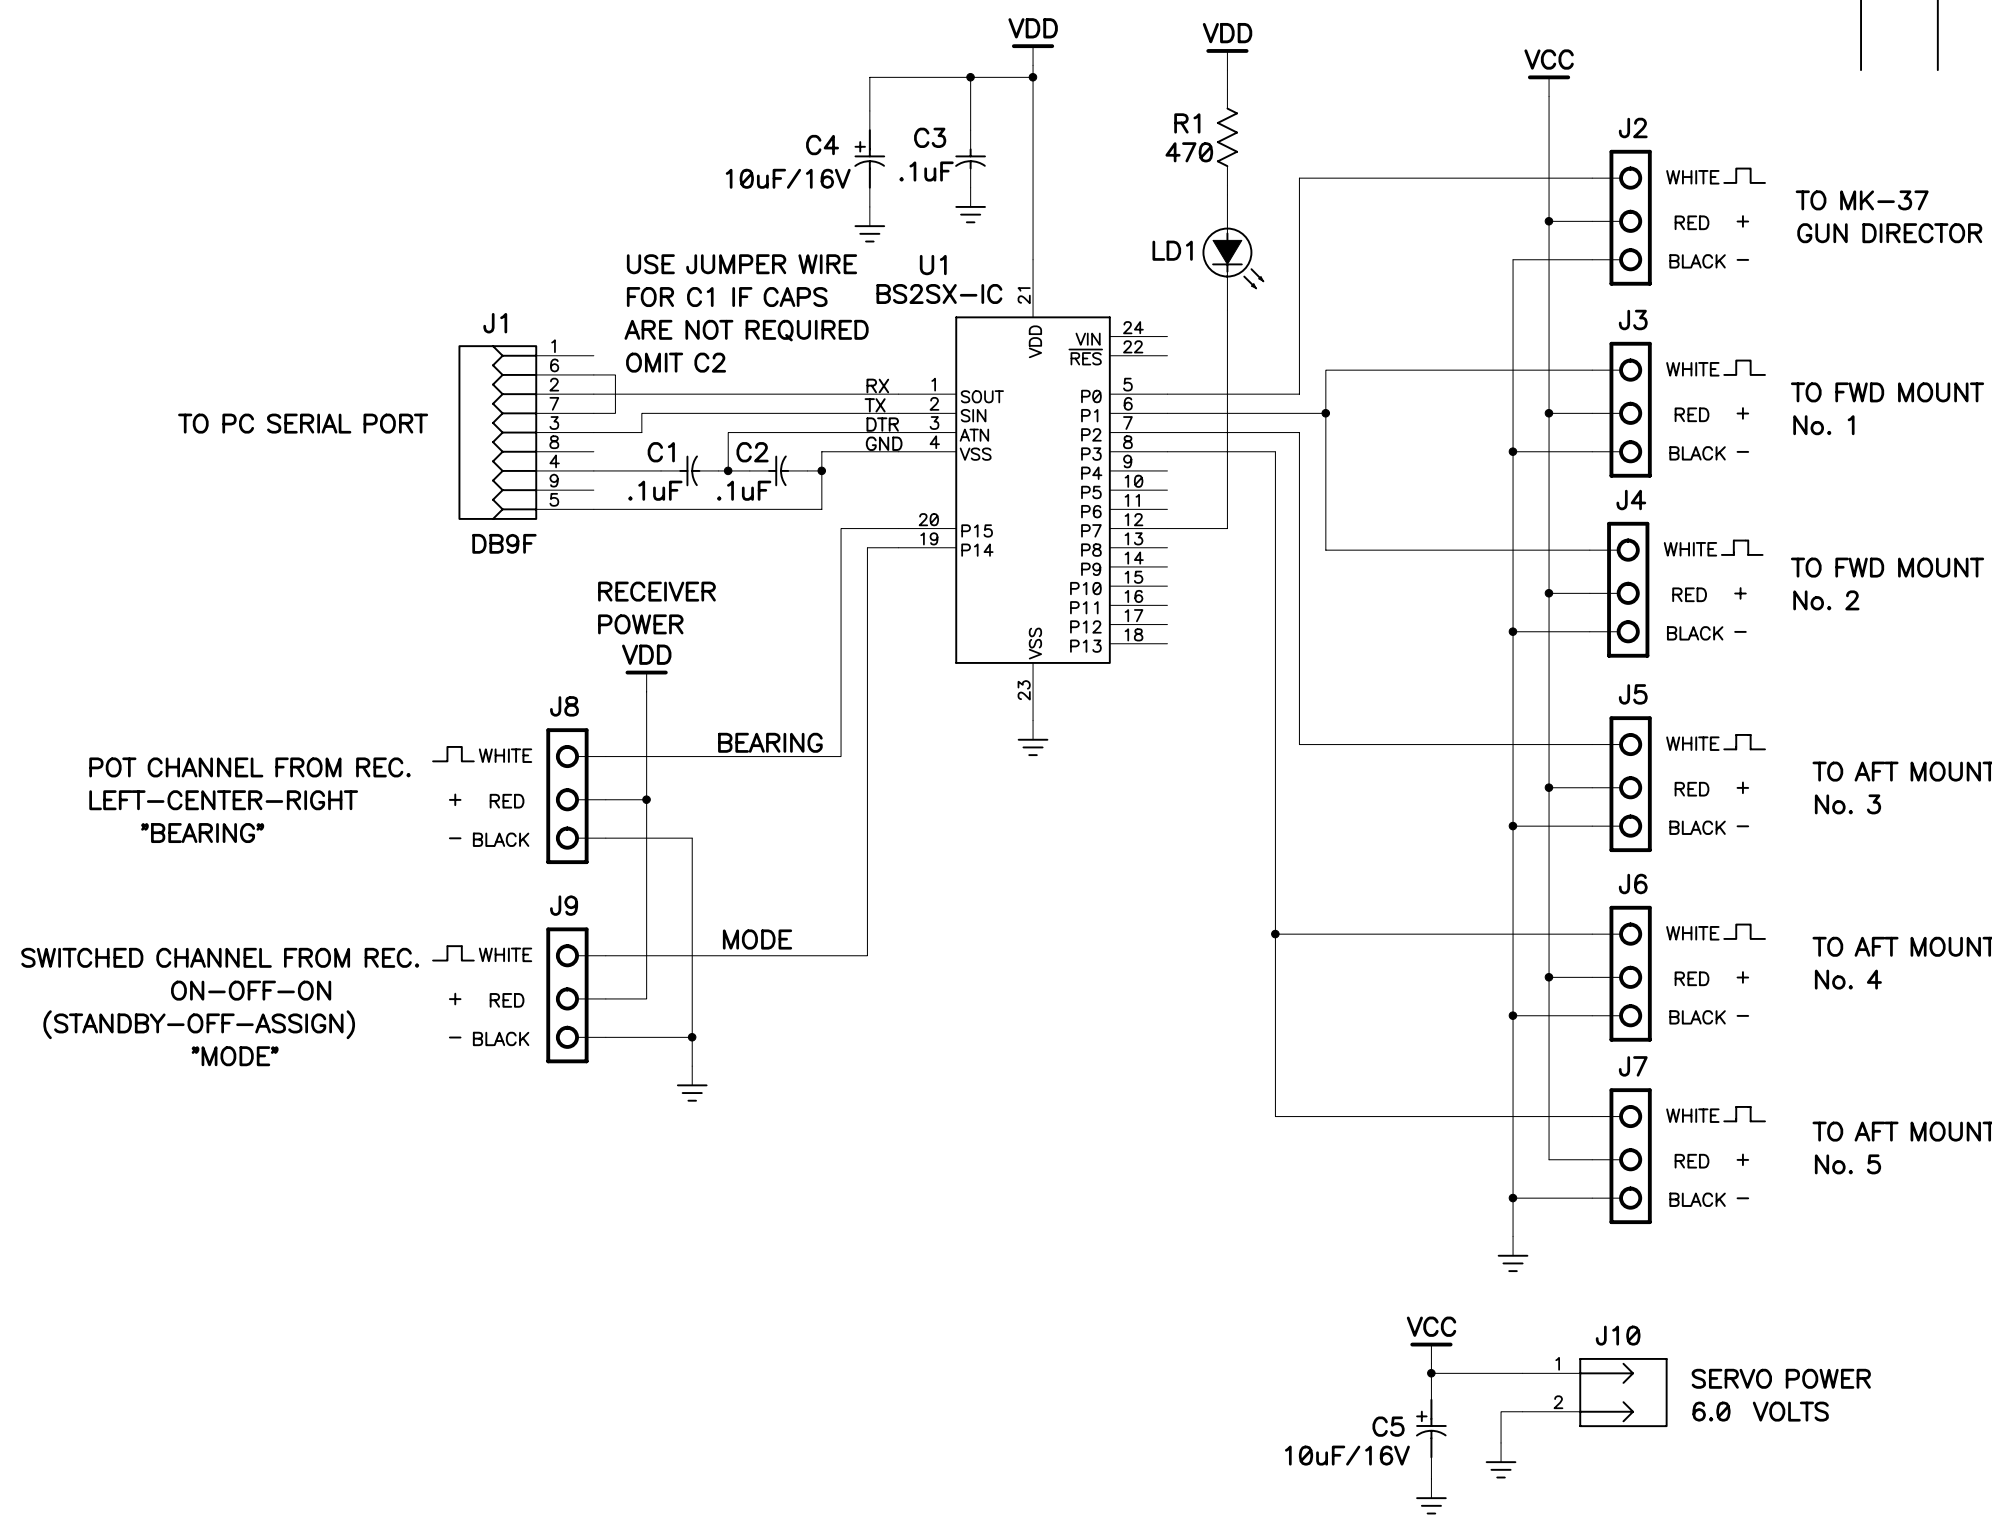 VDD
VDD
VCC
C4
10uF/16V
+
C3
.1uF
R1
470
LD1
USE JUMPER WIRE
FOR C1 IF CAPS
ARE NOT REQUIRED
OMIT C2
U1
BS2SX-IC
21
VDD
J1
1
6
2
7
3
8
4
9
5
DB9F
TO PC SERIAL PORT
RX
TX
DTR
GND
C1
.1uF
C2
.1uF
1 SOUT
2 SIN
3 ATN
4 VSS
20 P15
19 P14
VIN 24
RES 22
P0 5
P1 6
P2 7
P3 8
P4 9
P5 10
P6 11
P7 12
P8 13
P9 14
P10 15
P11 16
P12 17
P13 18
VSS
23
RECEIVER
POWER
VDD
J8
WHITE
+ RED
- BLACK
BEARING
POT CHANNEL FROM REC.
LEFT-CENTER-RIGHT
"BEARING"
J9
WHITE
+ RED
- BLACK
MODE
SWITCHED CHANNEL FROM REC.
ON-OFF-ON
(STANDBY-OFF-ASSIGN)
"MODE"
J2
WHITE
RED +
BLACK -
TO MK-37
GUN DIRECTOR
J3
WHITE
RED +
BLACK -
TO FWD MOUNT
No. 1
J4
WHITE
RED +
BLACK -
TO FWD MOUNT
No. 2
J5
WHITE
RED +
BLACK -
TO AFT MOUNT
No. 3
J6
WHITE
RED +
BLACK -
TO AFT MOUNT
No. 4
J7
WHITE
RED +
BLACK -
TO AFT MOUNT
No. 5
VCC
J10
1
2
SERVO POWER
6.0 VOLTS
+
C5
10uF/16V